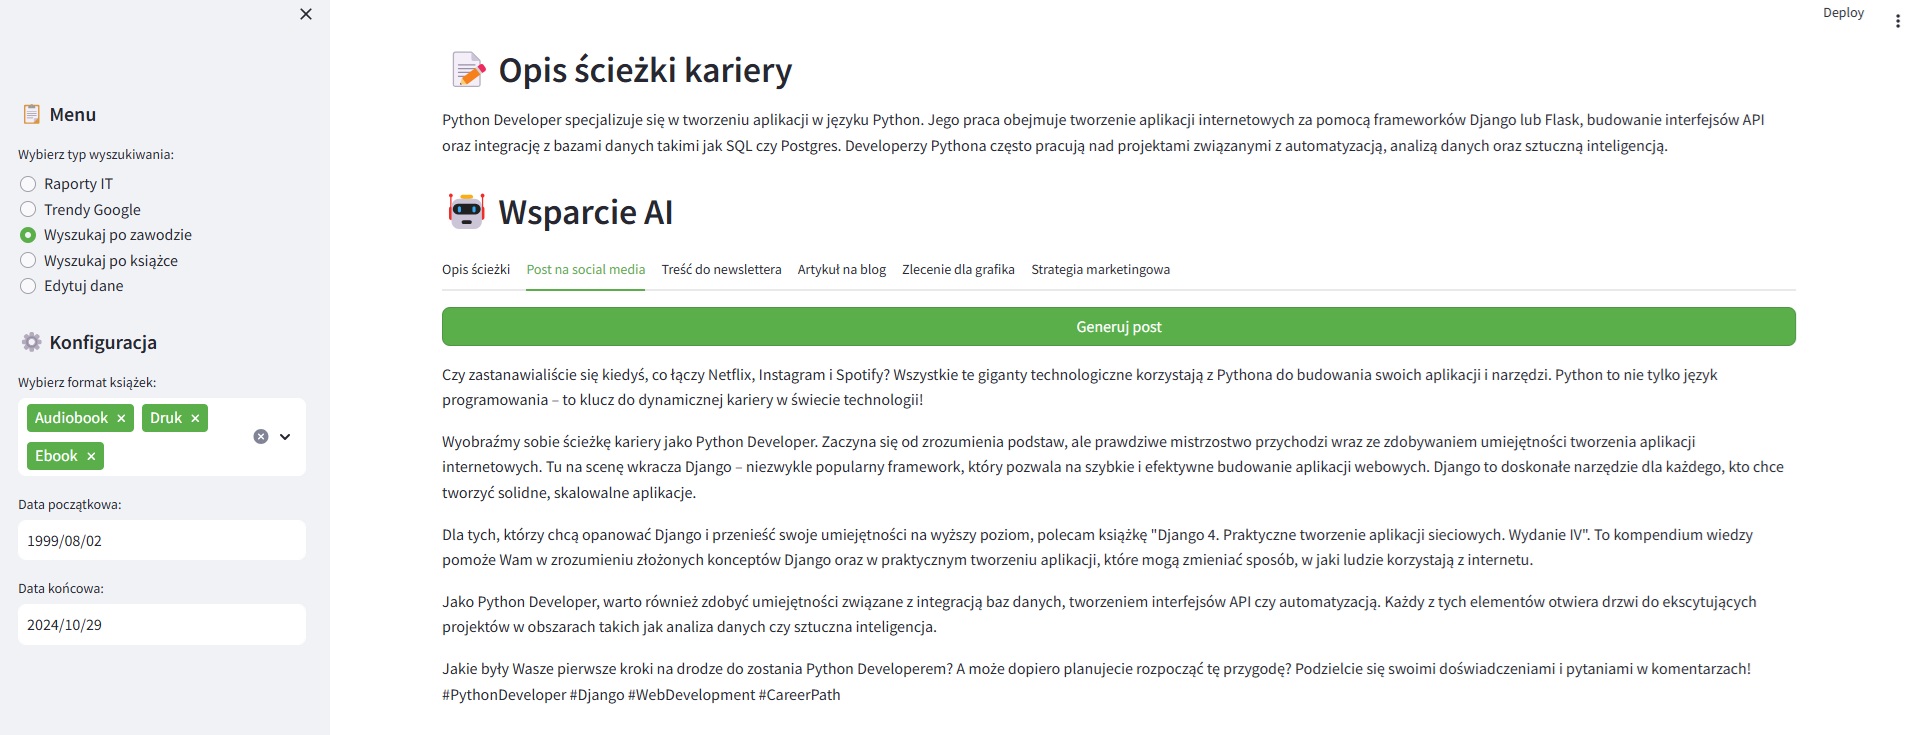 Deploy
Menu
Wybierz typ wyszukiwania:
Raporty IT
Trendy Google
Wyszukaj po zawodzie
Wyszukaj po książce
Edytuj dane
Konfiguracja
Wybierz format książek:
Audiobook
Druk
Ebook
Data początkowa:
1999/08/02
Data końcowa:
2024/10/29
Opis ścieżki kariery
Python Developer specjalizuje się w tworzeniu aplikacji w języku Python. Jego praca obejmuje tworzenie aplikacji internetowych za pomocą frameworków Django lub Flask, budowanie interfejsów API
oraz integrację z bazami danych takimi jak SQL czy Postgres. Developerzy Pythona często pracują nad projektami związanymi z automatyzacją, analizą danych oraz sztuczną inteligencją.
Wsparcie AI
Opis ścieżki Post na social media Treść do newslettera Artykuł na blog Zlecenie dla grafika Strategia marketingowa
Generuj post
Czy zastanawialiście się kiedyś, co łączy Netflix, Instagram i Spotify? Wszystkie te giganty technologiczne korzystają z Pythona do budowania swoich aplikacji i narzędzi. Python to nie tylko język
programowania – to klucz do dynamicznej kariery w świecie technologii!
Wyobraźmy sobie ścieżkę kariery jako Python Developer. Zaczyna się od zrozumienia podstaw, ale prawdziwe mistrzostwo przychodzi wraz ze zdobywaniem umiejętności tworzenia aplikacji
internetowych. Tu na scenę wkracza Django – niezwykle popularny framework, który pozwala na szybkie i efektywne budowanie aplikacji webowych. Django to doskonałe narzędzie dla każdego, kto chce
tworzyć solidne, skalowalne aplikacje.
Dla tych, którzy chcą opanować Django i przenieść swoje umiejętności na wyższy poziom, polecam książkę "Django 4. Praktyczne tworzenie aplikacji sieciowych. Wydanie IV". To kompendium wiedzy
pomoże Wam w zrozumieniu złożonych konceptów Django oraz w praktycznym tworzeniu aplikacji, które mogą zmieniać sposób, w jaki ludzie korzystają z internetu.
Jako Python Developer, warto również zdobyć umiejętności związane z integracją baz danych, tworzeniem interfejsów API czy automatyzacją. Każdy z tych elementów otwiera drzwi do ekscytujących
projektów w obszarach takich jak analiza danych czy sztuczna inteligencja.
Jakie były Wasze pierwsze kroki na drodze do zostania Python Developerem? A może dopiero planujecie rozpocząć tę przygodę? Podzielcie się swoimi doświadczeniami i pytaniami w komentarzach!
#PythonDeveloper #Django #WebDevelopment #CareerPath